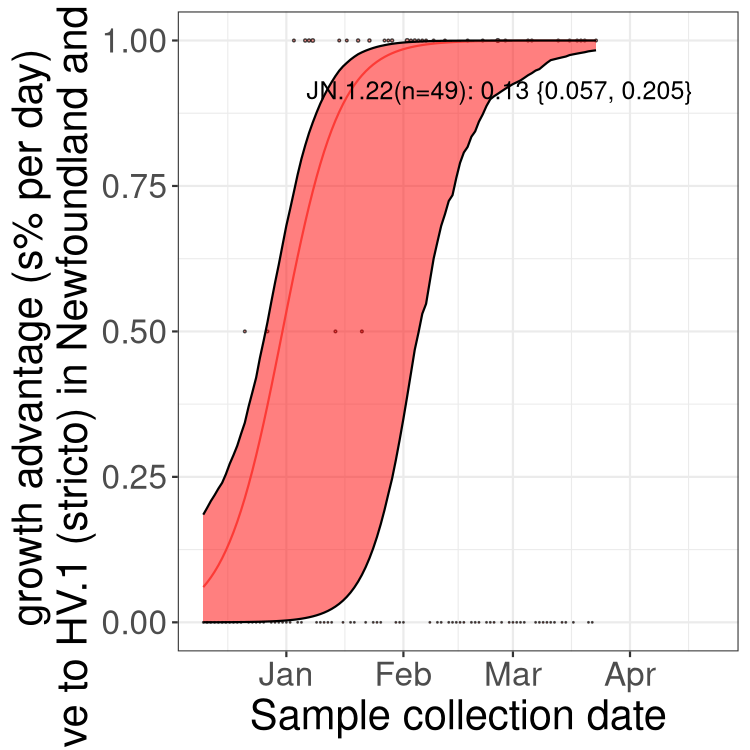 growth advantage (s% per day)
ve to HV.1 (stricto) in Newfoundland and
1.00
0.75
0.50
0.25
0.00
JN.1.22(n=49): 0.13 {0.057, 0.205}
Jan Feb Mar Apr
Sample collection date